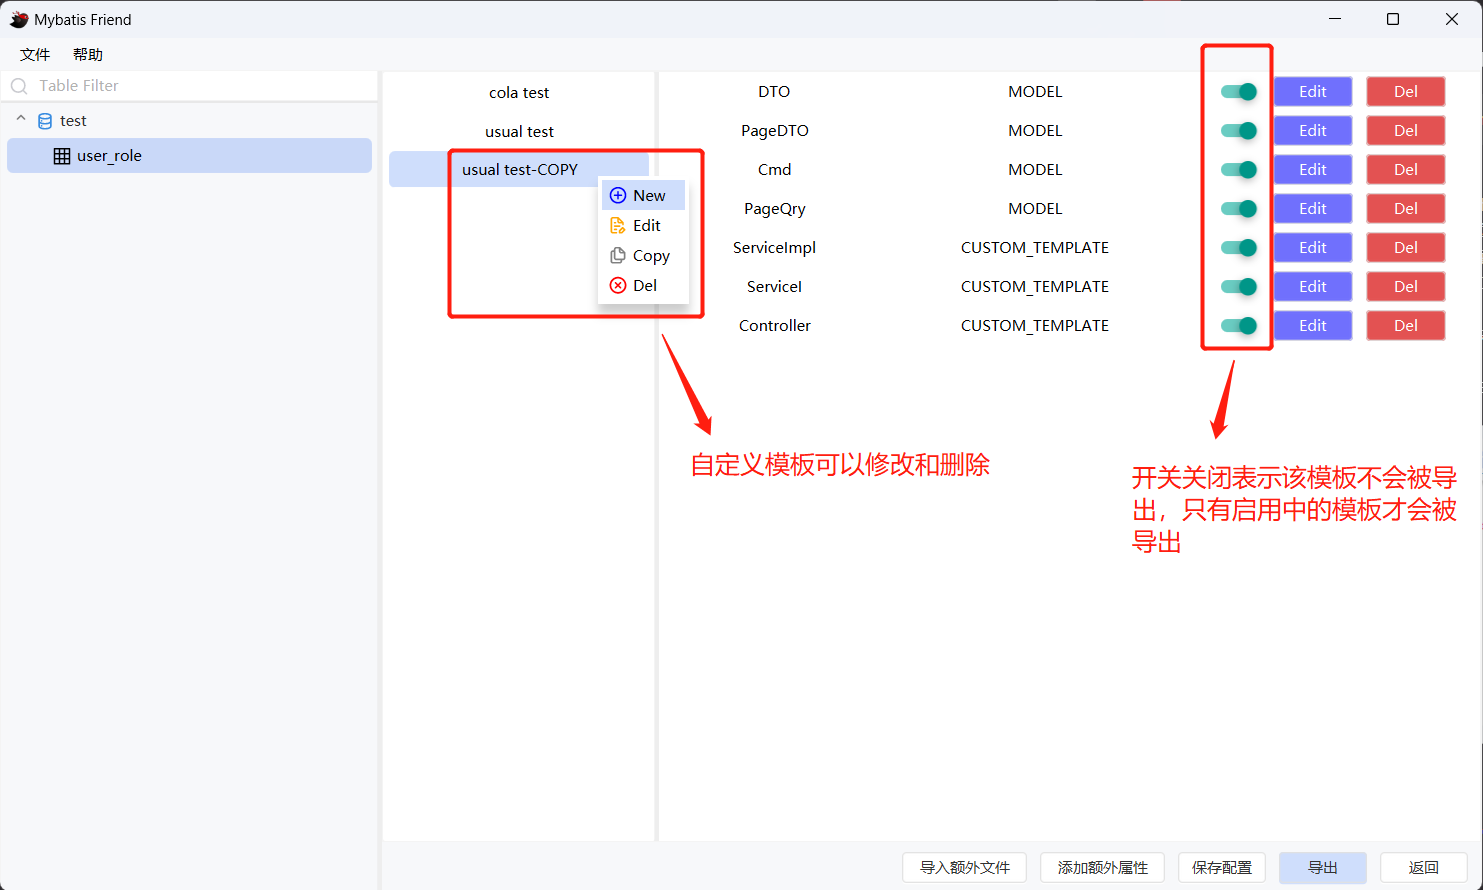 Mybatis Friend
文件 帮助
Table Filter
test
user_role
cola test
usual test
usual test-COPY
New
Edit
Copy
Del
DTO MODEL Edit Del
PageDTO MODEL Edit Del
Cmd MODEL Edit Del
PageQry MODEL Edit Del
ServiceImpl CUSTOM_TEMPLATE Edit Del
ServiceI CUSTOM_TEMPLATE Edit Del
Controller CUSTOM_TEMPLATE Edit Del
自定义模板可以修改和删除
开关关闭表示该模板不会被导
出，只有启用中的模板才会被
导出
导入额外文件 添加额外属性 保存配置 导出 返回